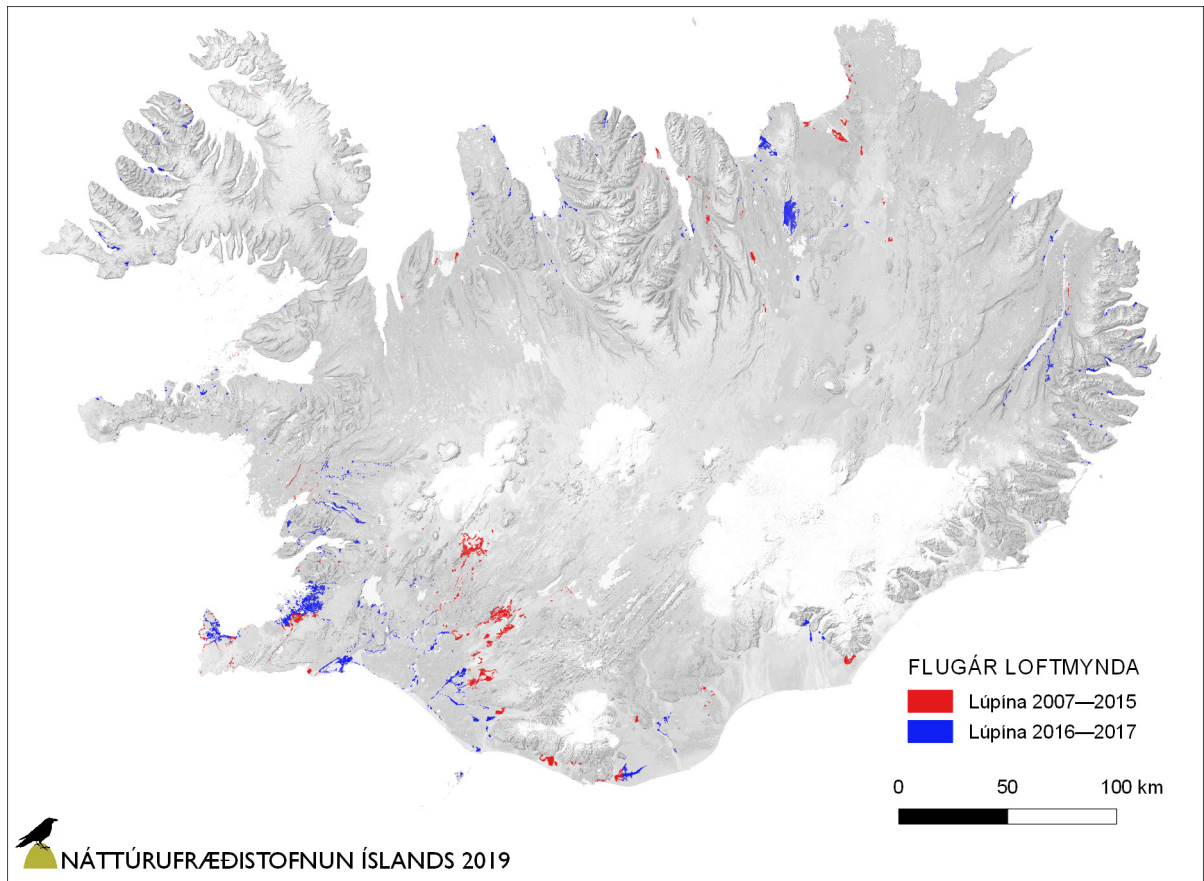 FLUGÁR LOFTMYNDA
Lúpína 2007—2015
Lúpína 2016—2017
0 50 100 km
NÁTTÚRUFRÆÐISTOFNUN ÍSLANDS 2019